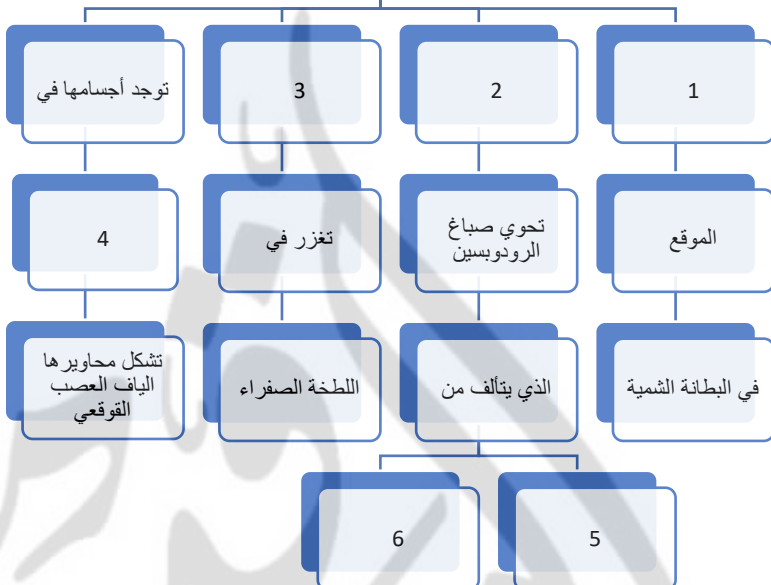 1
2
3
توجد أجسامها في
الموقع
تحوي صباغ
الرودوبسين
تغزر في
4
في البطانة الشمية
الذي يتألف من
اللطخة الصفراء
تشكل محاويرها
الياف العصب
القوقعي
5
6